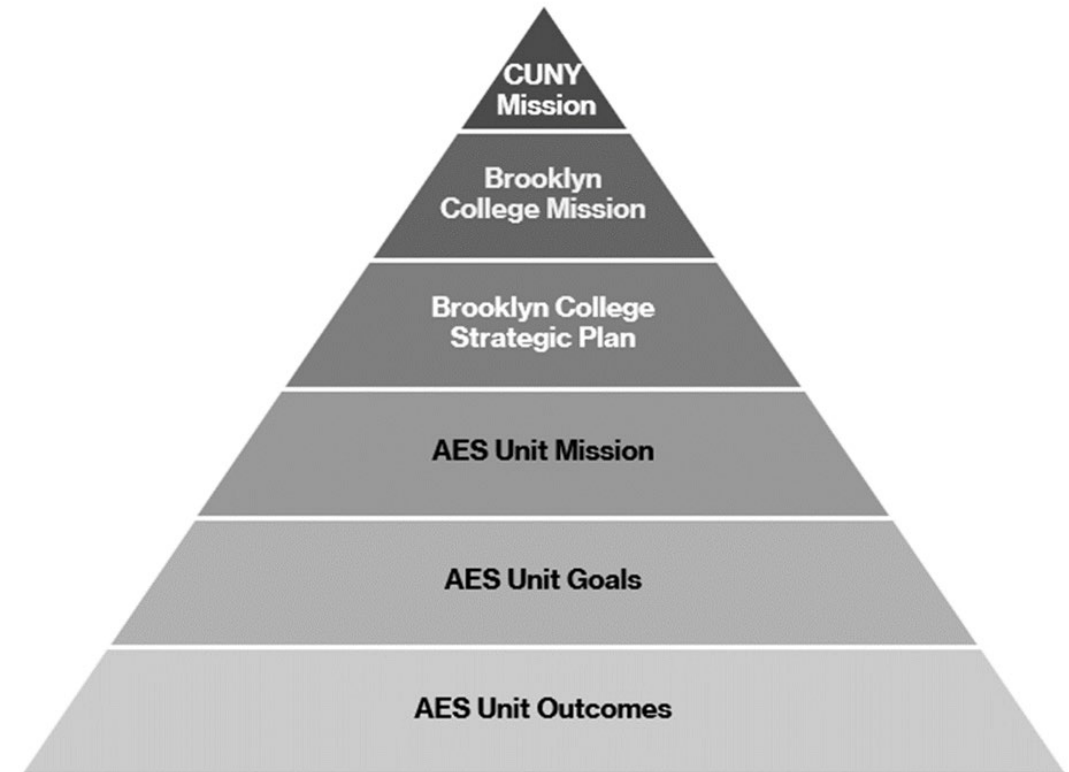 CUNY
Mission
Brooklyn
College Mission
Brooklyn College
Strategic Plan
AES Unit Mission
AES Unit Goals
AES Unit Outcomes